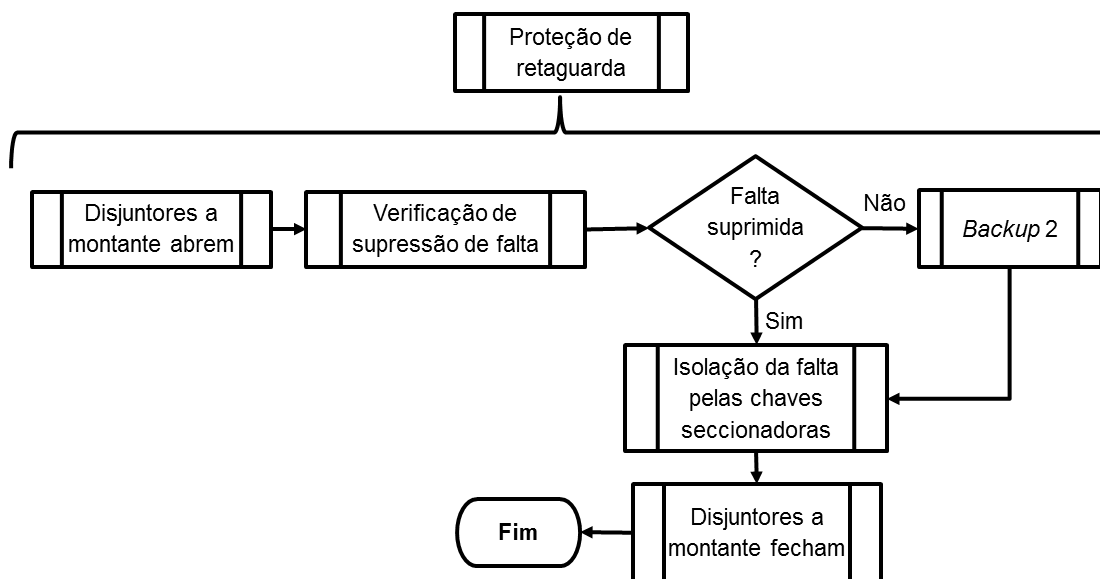 Proteção de
retaguarda
Disjuntores a
montante abrem
Verificação de
supressão de falta
Falta
suprimida
?
Não
Backup 2
Sim
Isolação da falta
pelas chaves
seccionadoras
Disjuntores a
montante fecham
Fim